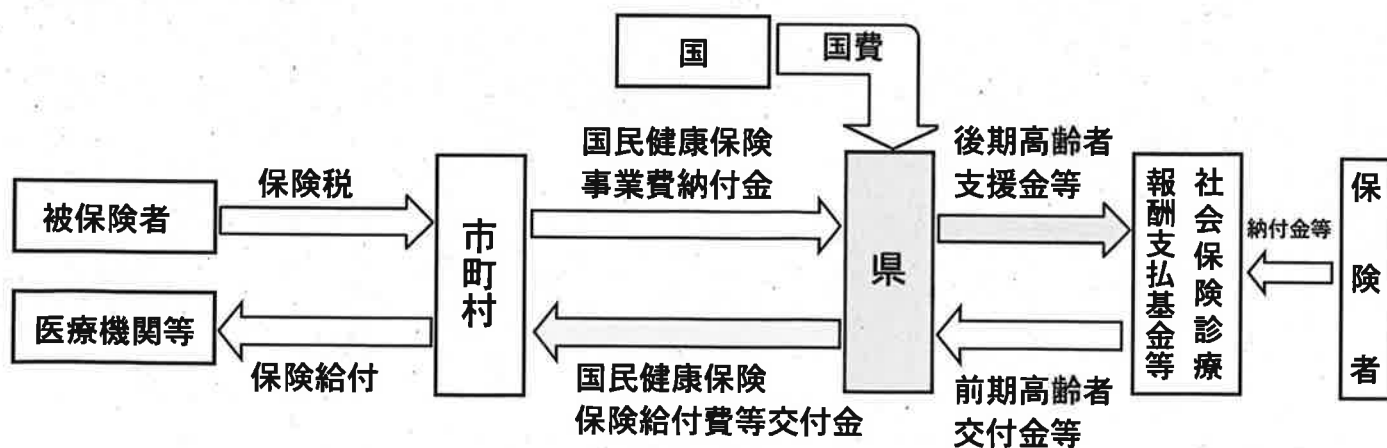 国
国費
被保険者
保険税
市町村
国民健康保険
事業費納付金
県
後期高齢者
支援金等
社会保険診療
報酬支払基金等
納付金等
保険者
医療機関等
保険給付
国民健康保険
保険給付費等交付金
前期高齢者
交付金等